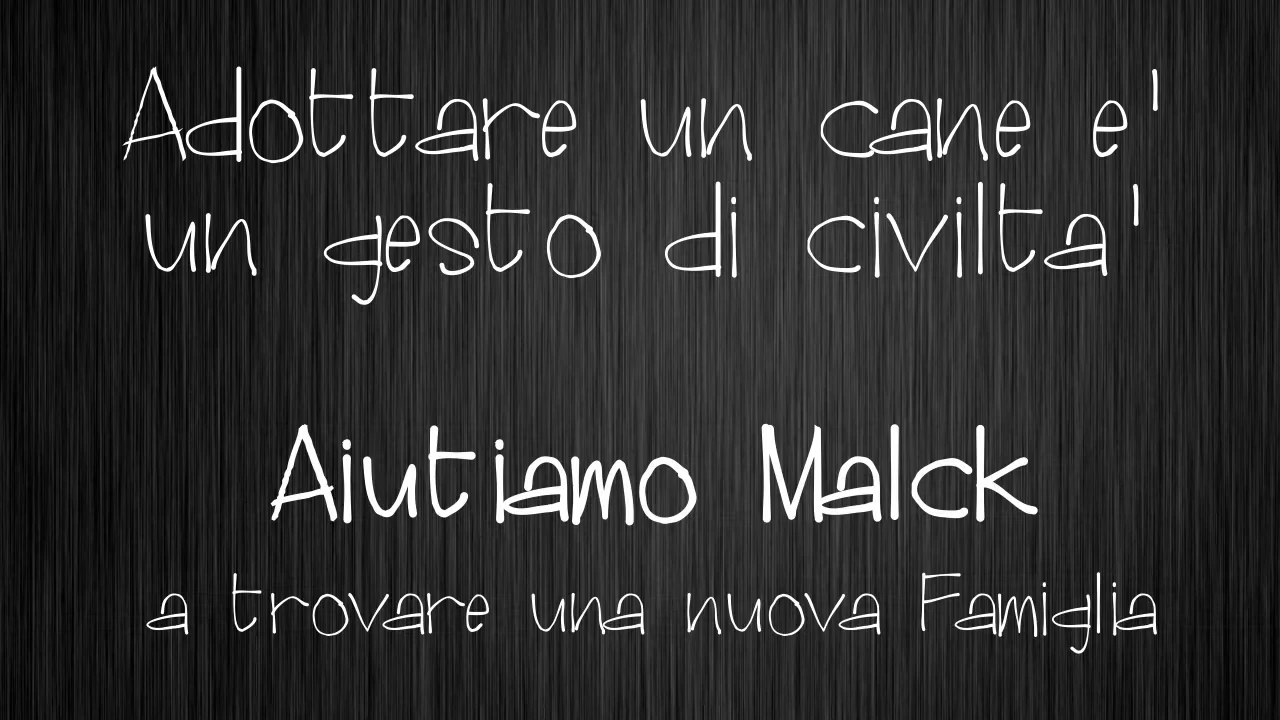 Adottare un cane e'
un gesto di civilta'
Aiutiamo Malck
a trovare una nuova Famiglia